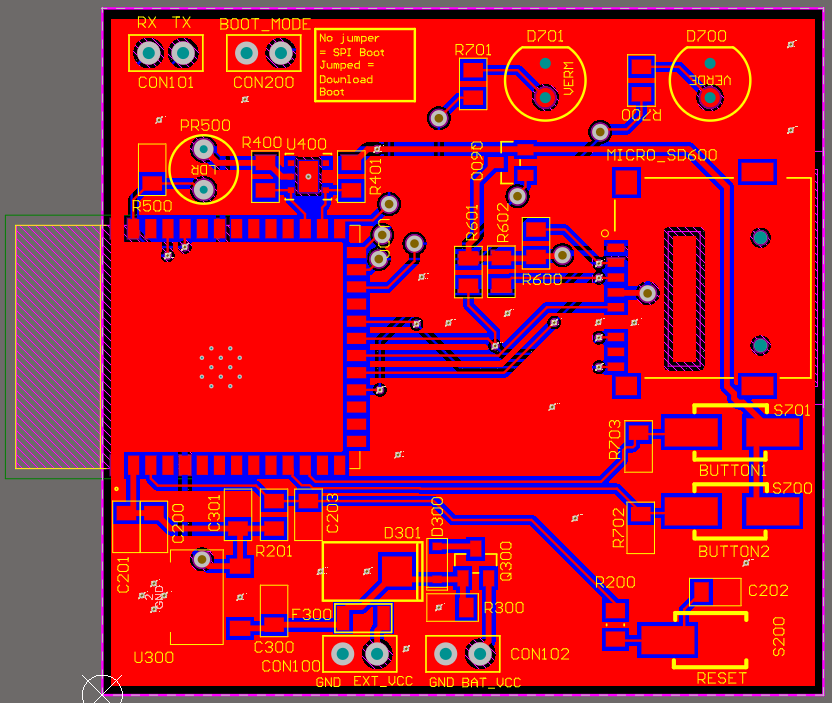 RX TX
BOOT_MODE
No jumper
= SPI Boot
Jumped =
Download
Boot
R701
D701
D700
VERM
VERDE
CON101
CON200
R700
PR500
R400
U400
R401
LDR
Q600
MICRO_SD600
R500
R601
R602
R600
S701
R703
BUTTON1
S700
C301
C200
C203
D300
D301
R201
R702
BUTTON2
Q300
C201
GND
R200
C202
F300
R300
C300
U300
CON100
CON102
S200
GND EXT_VCC
GND BAT_VCC
RESET